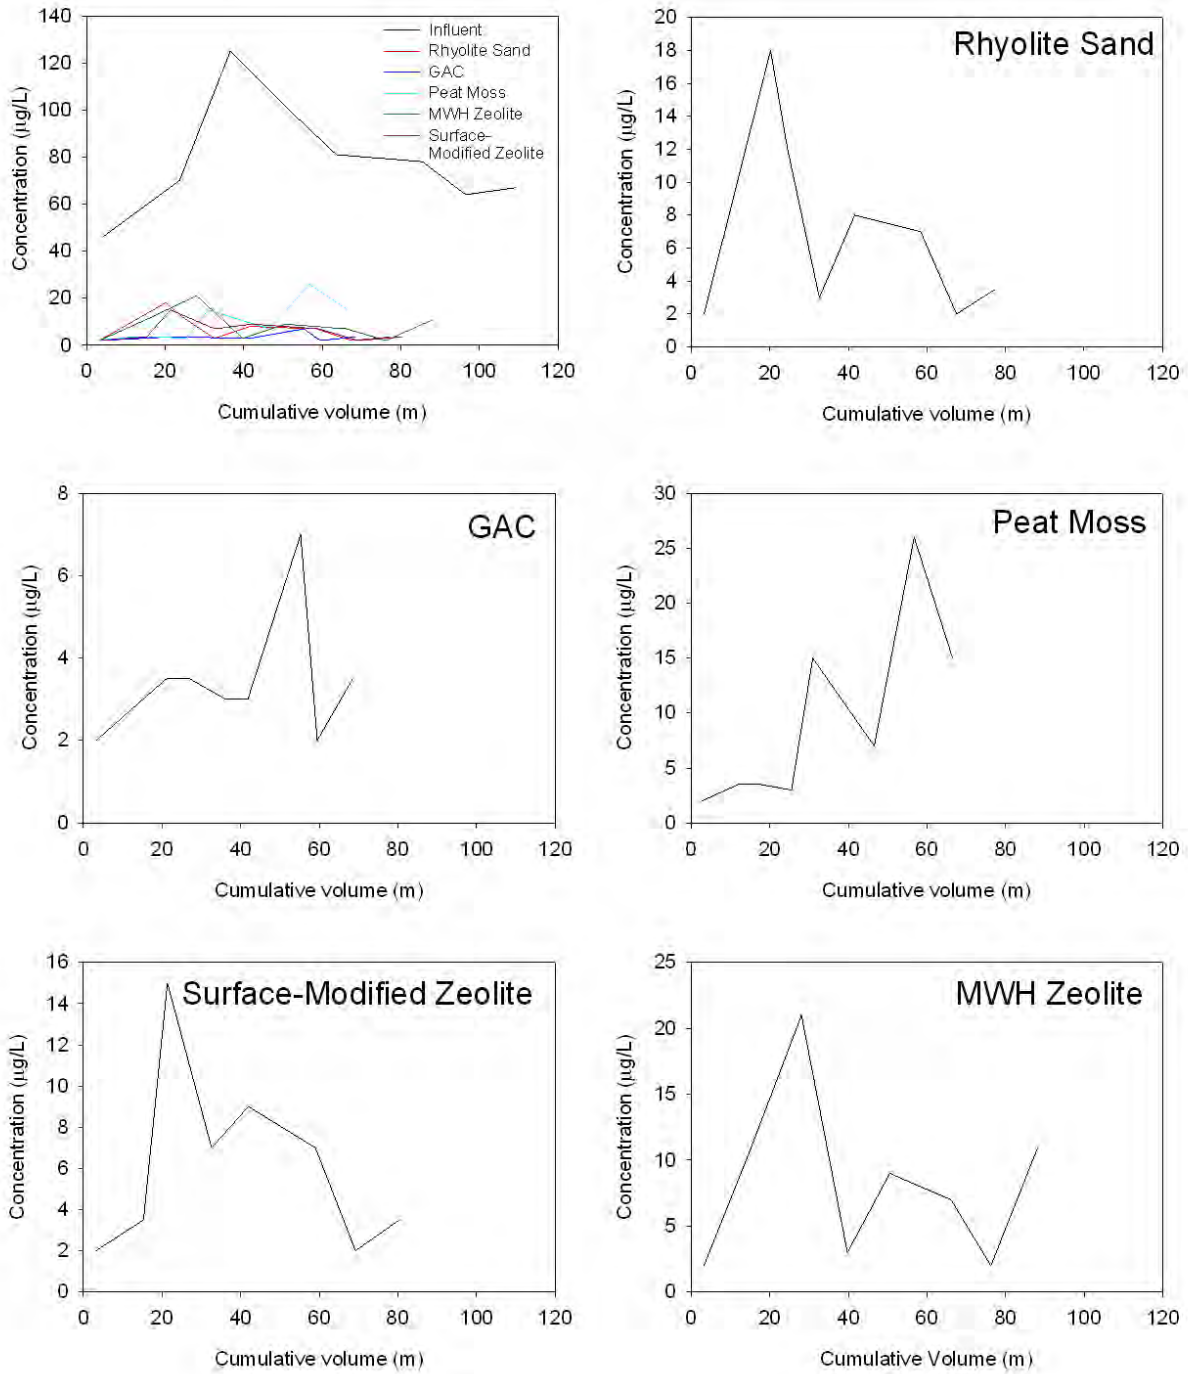 140
120
100
80
60
40
20
0
Concentration (µg/L)
Influent
Rhyolite Sand
GAC
Peat Moss
MWH Zeolite
Surface-
Modified Zeolite
0 20 40 60 80 100 120
Cumulative volume (m)
20
18
16
14
12
10
8
6
4
2
0
Concentration (µg/L)
Rhyolite Sand
0 20 40 60 80 100 120
Cumulative volume (m)
8
6
4
2
0
Concentration (µg/L)
GAC
0 20 40 60 80 100 120
Cumulative volume (m)
30
25
20
15
10
5
0
Concentration (µg/L)
Peat Moss
0 20 40 60 80 100 120
Cumulative volume (m)
16
14
12
10
8
6
4
2
0
Concentration (µg/L)
Surface-Modified Zeolite
0 20 40 60 80 100 120
Cumulative volume (m)
25
20
15
10
5
0
Concentration (µg/L)
MWH Zeolite
0 20 40 60 80 100 120
Cumulative Volume (m)